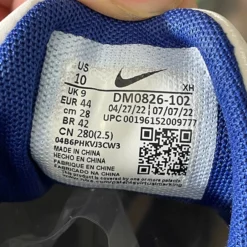 US 10
UK 9
EUR 44
cm 28
BR 42
CN 280(2.5)
XH
DM0826-102
04/27/22 07/07/22
UPC 00196152009777
04B6PHKVJ3CW3
MADE IN CHINA
HECHO EN CHINA
FABRIQUÉ EN CHINE
FABRICADO NA CHINA